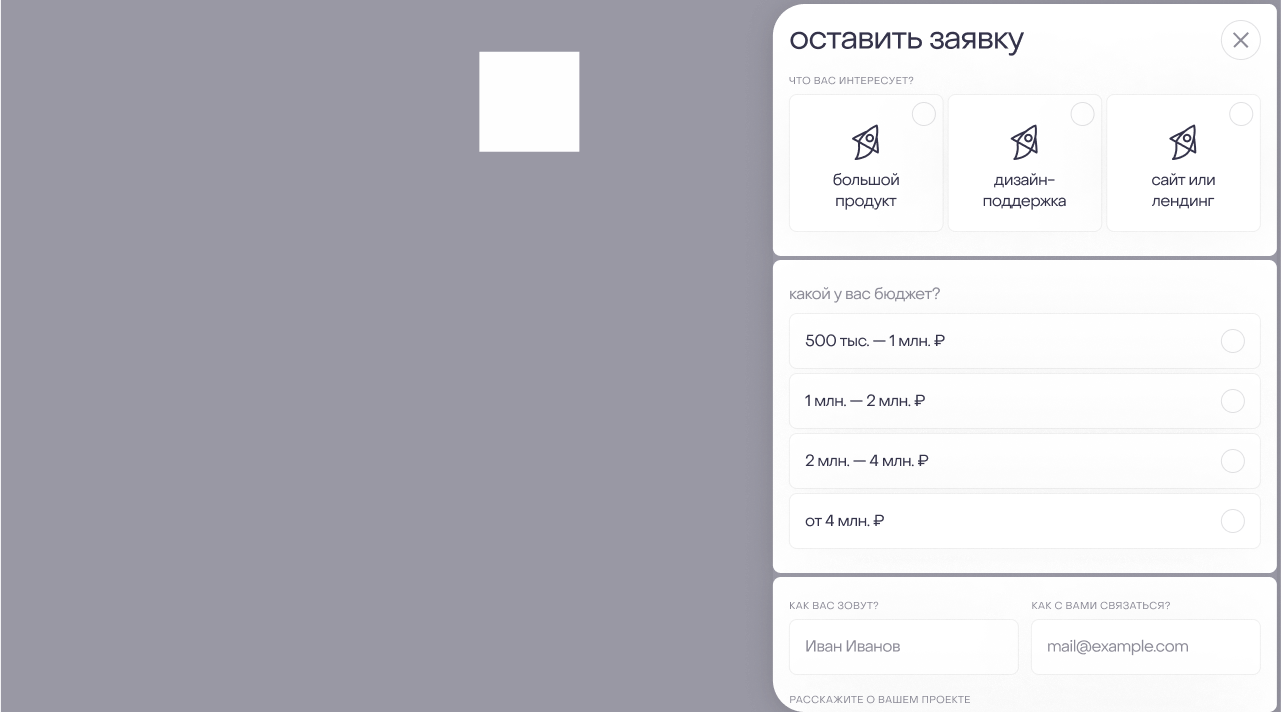 оставить заявку
ЧТО ВАС ИНТЕРЕСУЕТ?
большой
продукт
дизайн-
поддержка
сайт или
лендинг
какой у вас бюджет?
500 тыс. — 1 млн. ₽
1 млн. — 2 млн. ₽
2 млн. — 4 млн. ₽
от 4 млн. ₽
КАК ВАС ЗОВУТ?
КАК С ВАМИ СВЯЗАТЬСЯ?
Иван Иванов
mail@example.com
РАССКАЖИТЕ О ВАШЕМ ПРОЕКТЕ